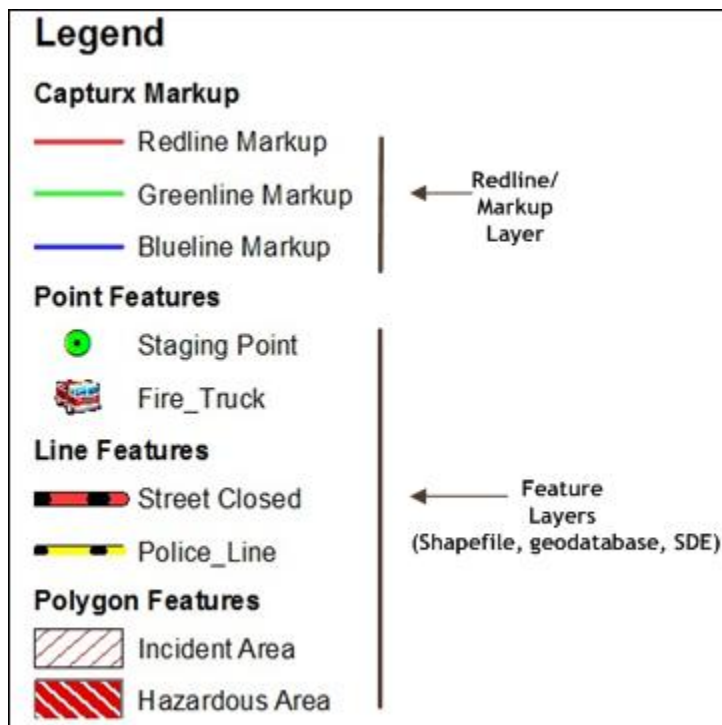 Legend
Capturx Markup
Redline Markup
Greenline Markup
Blueline Markup
Redline/
Markup
Layer
Point Features
Staging Point
Fire_Truck
Line Features
Street Closed
Police_Line
Feature
Layers
(Shapefile, geodatabase, SDE)
Polygon Features
Incident Area
Hazardous Area